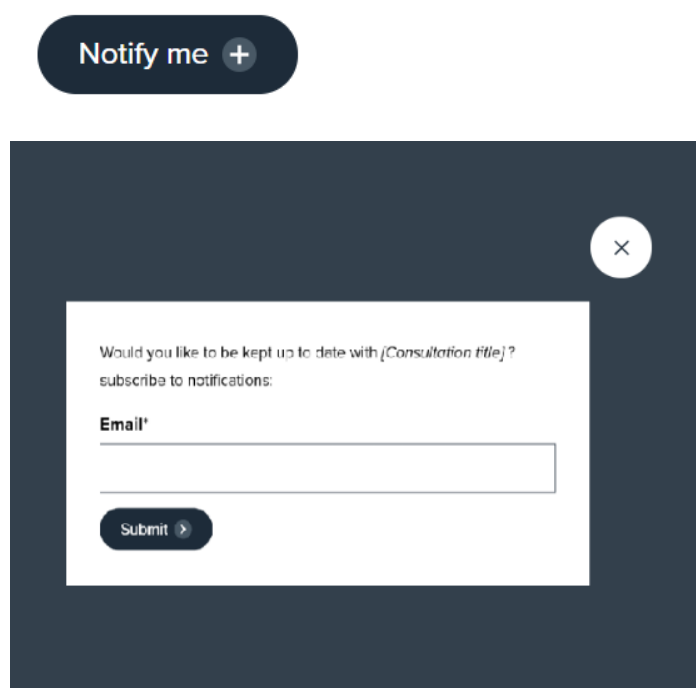 Notify me
Would you like to be kept up to date with [Consultation title] ?
subscribe to notifications:
Email*
Submit